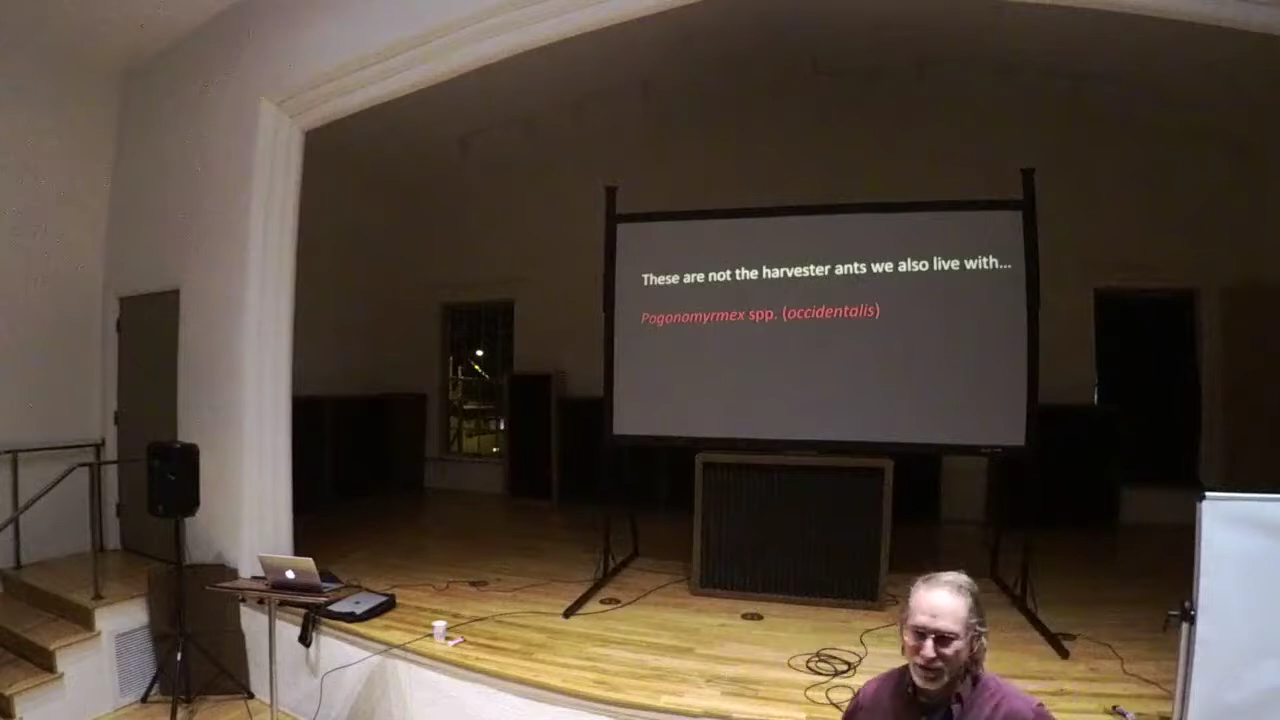 These are not the harvester ants we also live with...
Pogonomyrmex spp. (occidentalis)